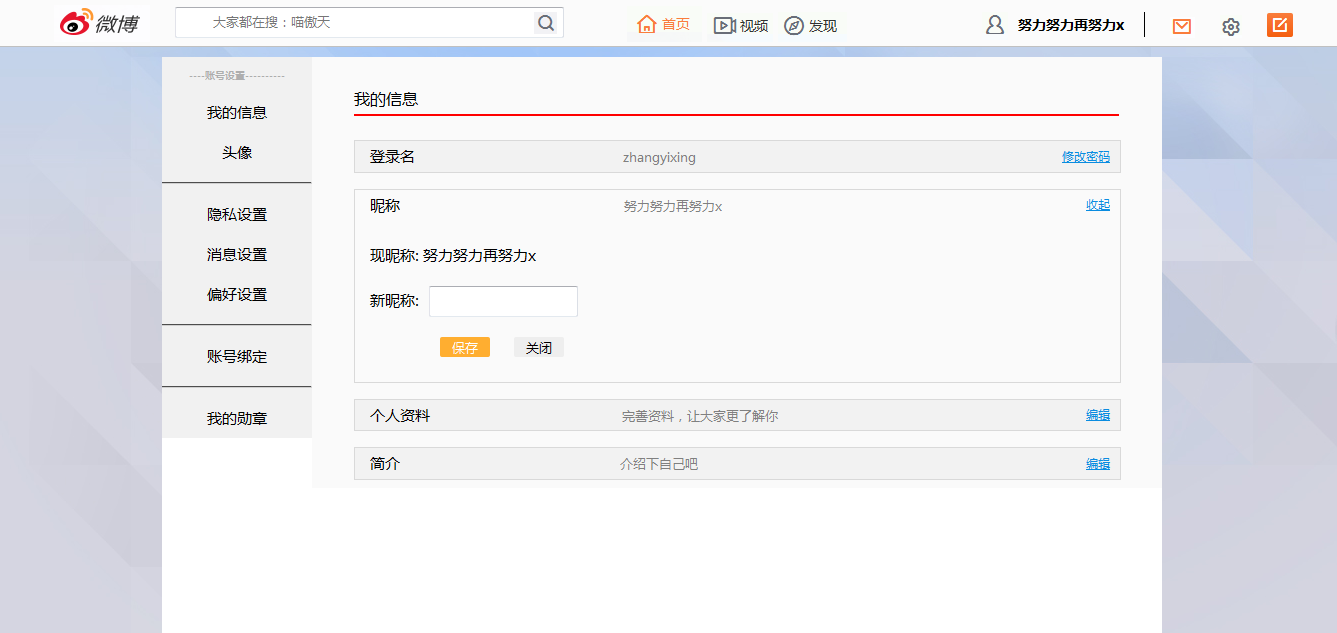 微博 大家都在搜：喵傲天 首页 视频 发现 努力努力再努力x
----账号设置----------
我的信息
头像
隐私设置
消息设置
偏好设置
账号绑定
我的勋章
我的信息
登录名 zhangyixing 修改密码
昵称 努力努力再努力x 收起
现昵称: 努力努力再努力x
新昵称:
保存 关闭
个人资料 完善资料，让大家更了解你 编辑
简介 介绍下自己吧 编辑